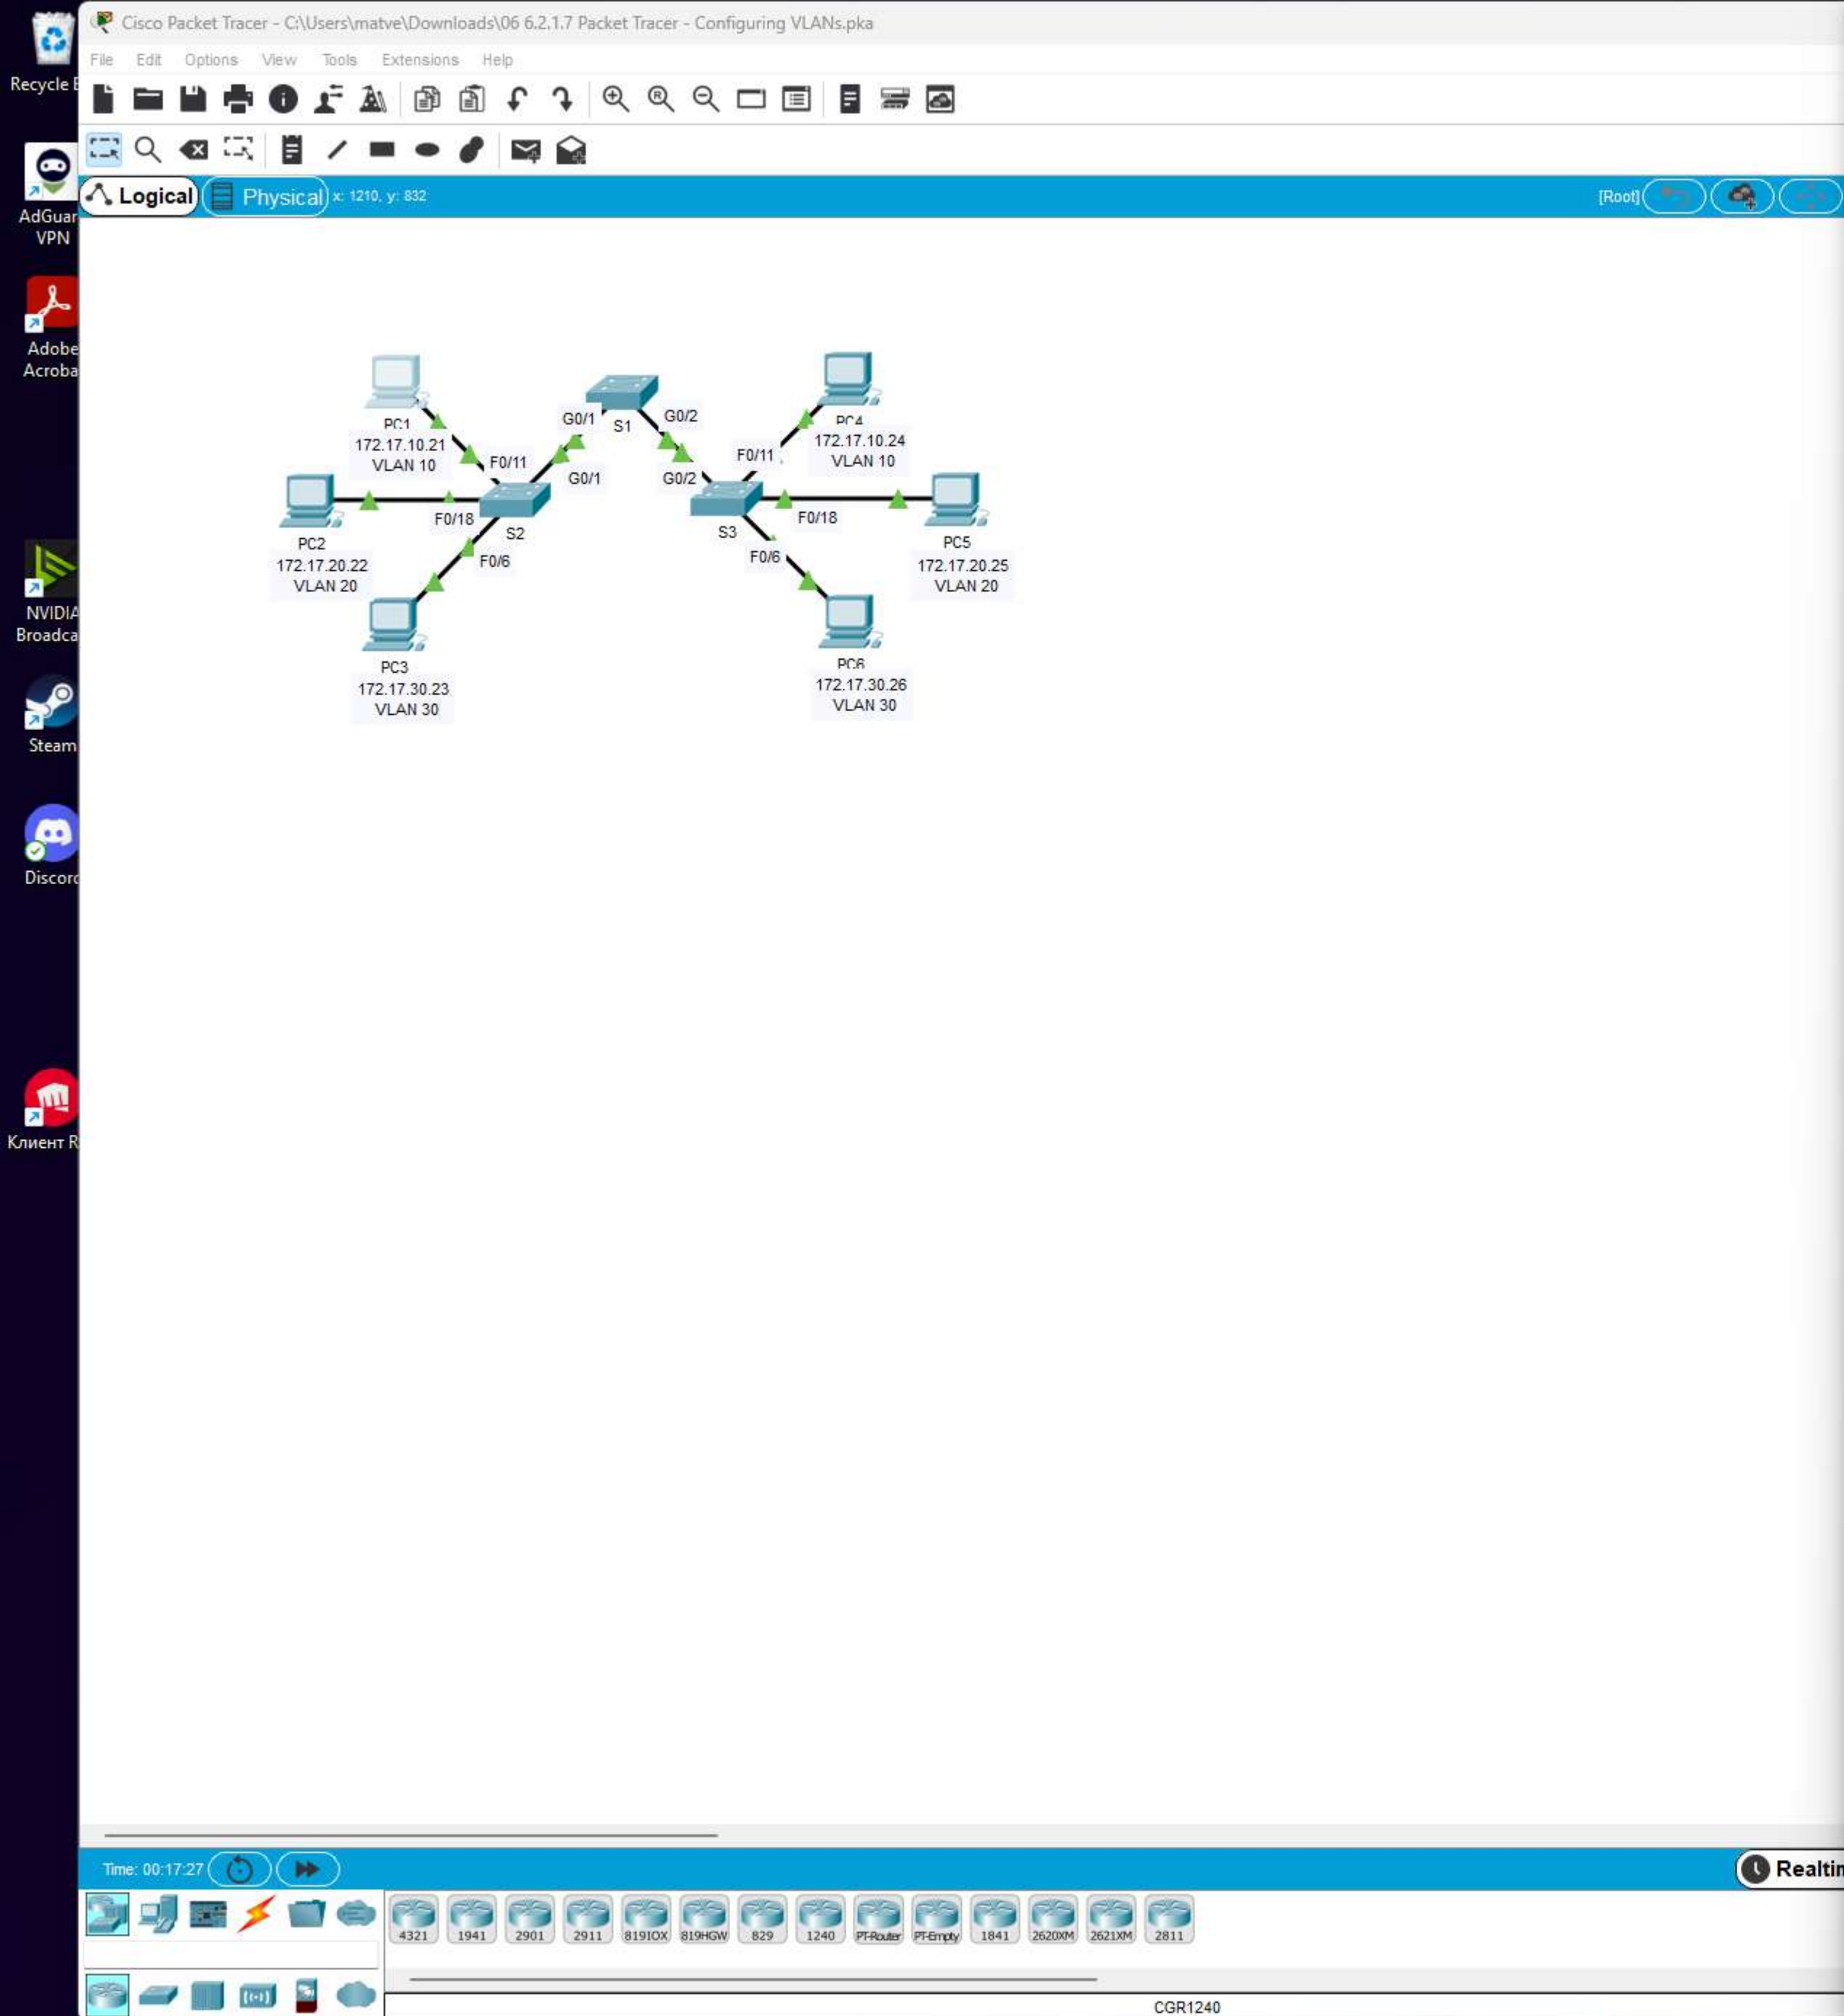 Cisco Packet Tracer - C:\Users\matve\Downloads\06 6.2.1.7 Packet Tracer - Configuring VLANs.pka
File Edit Options View Tools Extensions Help
Logical Physical x: 1210, y: 832 [Root]
Recycle B
AdGuar
VPN
Adobe
Acroba
NVIDIA
Broadca
Steam
Discord
Клиент R
PC1
172.17.10.21
VLAN 10
F0/11
G0/1
S1
G0/2
PC4
172.17.10.24
VLAN 10
F0/11
G0/1
G0/2
PC2
172.17.20.22
VLAN 20
F0/18
S2
F0/6
S3
F0/18
F0/6
PC5
172.17.20.25
VLAN 20
PC3
172.17.30.23
VLAN 30
PC6
172.17.30.26
VLAN 30
Time: 00:17:27
Realtim
4321 1941 2901 2911 819IOX 819HGW 829 1240 PT-Router PT-Empty 1841 2620XM 2621XM 2811
CGR1240